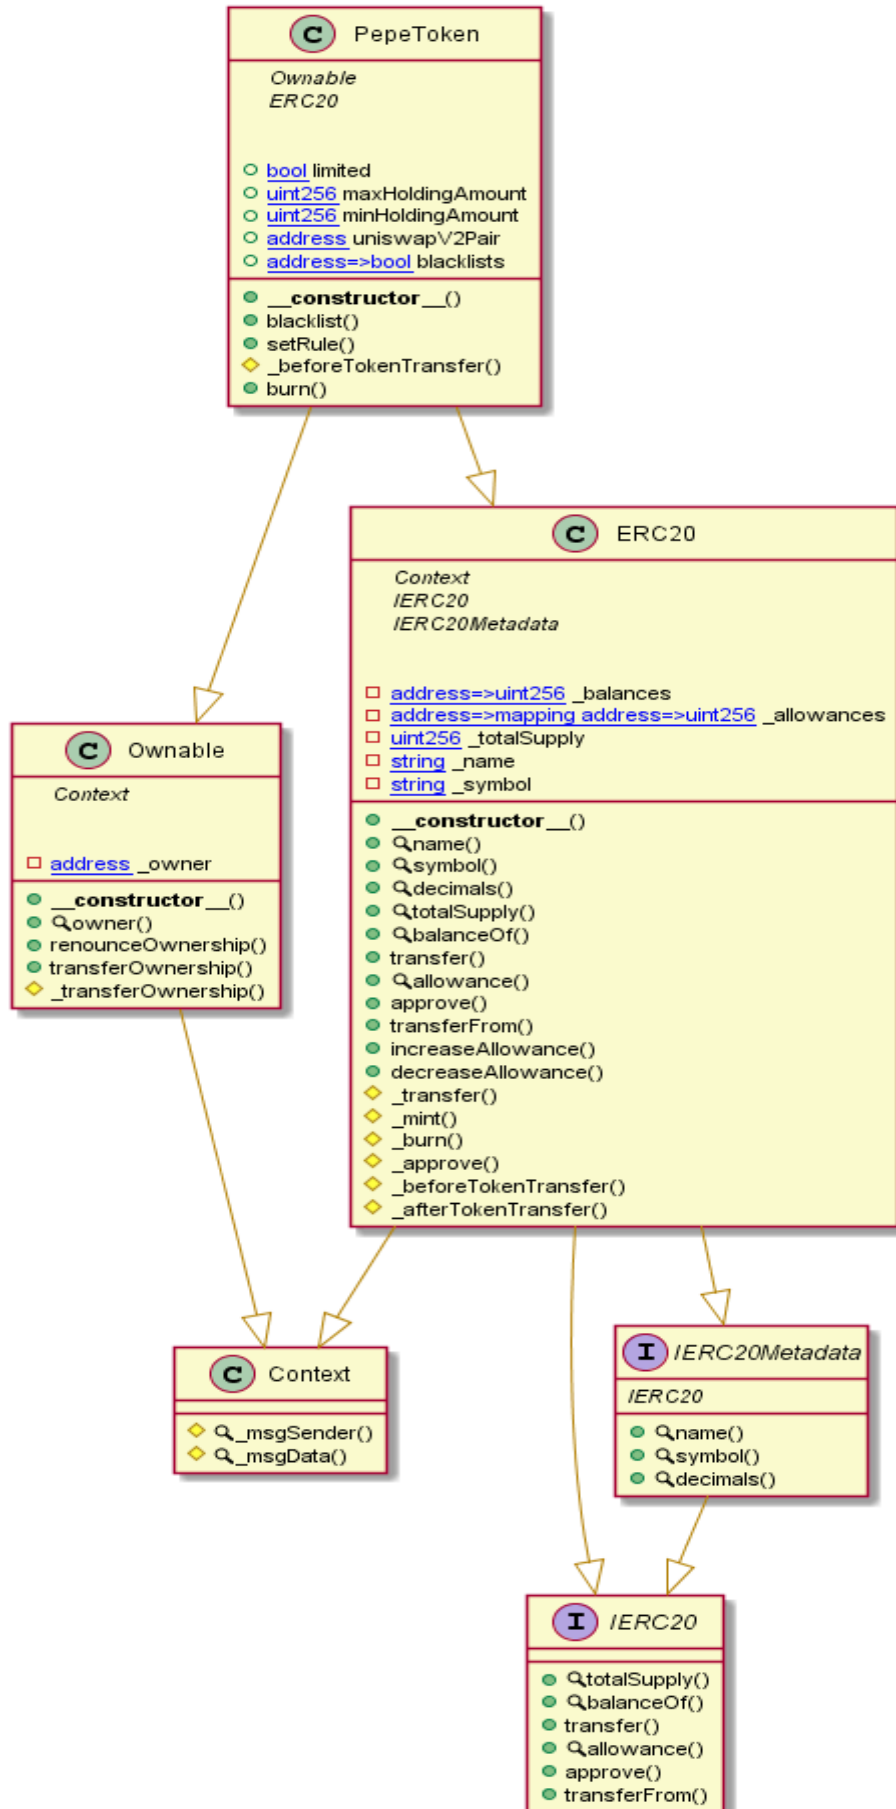 C PepeToken
Ownable
ERC20
bool limited
uint256 maxHoldingAmount
uint256 minHoldingAmount
address uniswapV2Pair
address=>bool blacklists
__constructor__()
blacklist()
setRule()
_beforeTokenTransfer()
burn()
C ERC20
Context
IERC20
IERC20Metadata
address=>uint256 _balances
address=>mapping address=>uint256 _allowances
uint256 _totalSupply
string _name
string _symbol
__constructor__()
name()
symbol()
decimals()
totalSupply()
balanceOf()
transfer()
allowance()
approve()
transferFrom()
increaseAllowance()
decreaseAllowance()
_transfer()
_mint()
_burn()
_approve()
_beforeTokenTransfer()
_afterTokenTransfer()
C Ownable
Context
address _owner
__constructor__()
owner()
renounceOwnership()
transferOwnership()
_transferOwnership()
C Context
_msgSender()
_msgData()
I IERC20Metadata
IERC20
name()
symbol()
decimals()
I IERC20
totalSupply()
balanceOf()
transfer()
allowance()
approve()
transferFrom()